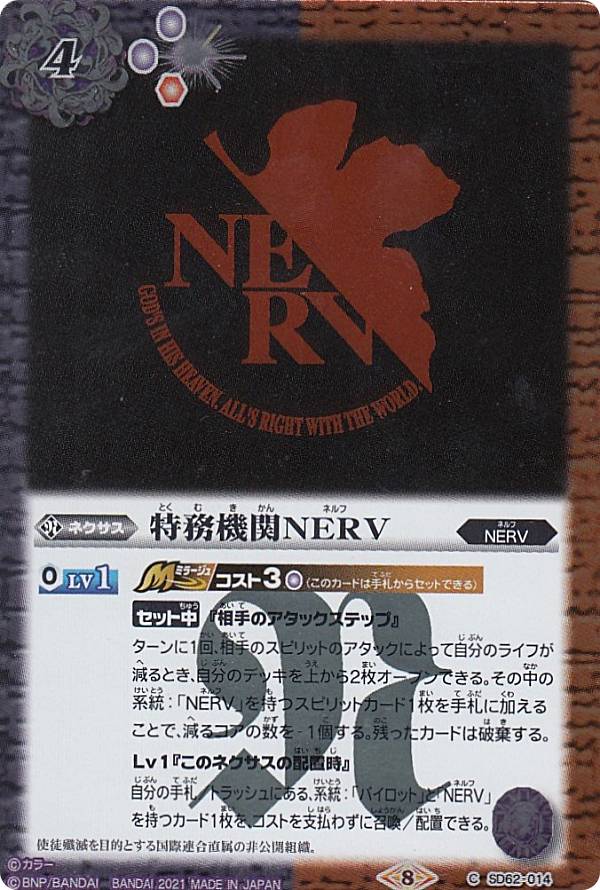 4
NERV
GOD'S IN HIS HEAVEN. ALL'S RIGHT WITH THE WORLD.
ネクサス
とくむきかん ネルフ
特務機関NERV
ネルフ
NERV
0 LV1
M ミラージュ コスト3 (このカードは手札からセットできる)
セット中『相手のアタックステップ』
ターンに1回、相手のスピリットのアタックによって自分のライフが
減るとき、自分のデッキを上から2枚オープンできる。その中の
系統:「NERV」を持つスピリットカード1枚を手札に加える
ことで、減るコアの数を-1個する。残ったカードは破棄する。
Lv1『このネクサスの配置時』
自分の手札/トラッシュにある、系統:「パイロット」と「NERV」
を持つカード1枚を、コストを支払わずに召喚/配置できる。
使徒殲滅を目的とする国際連合直属の非公開組織。
©カラー
©BNP/BANDAI BANDAI 2021 MADE IN JAPAN
8
C SD62-014